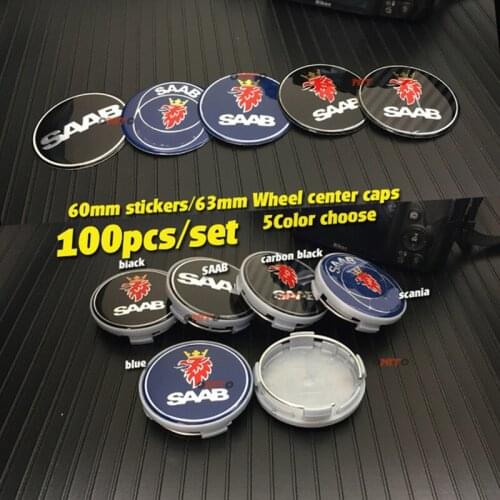 Nikon
SAAB
SAAB
SAAB
SAAB
SAAB
60mm stickers/63mm Wheel center caps
5Color choose
100pcs/set
black
SAAB
carbon black
scania
SAAB
SAAB
SAAB
blue
SAAB